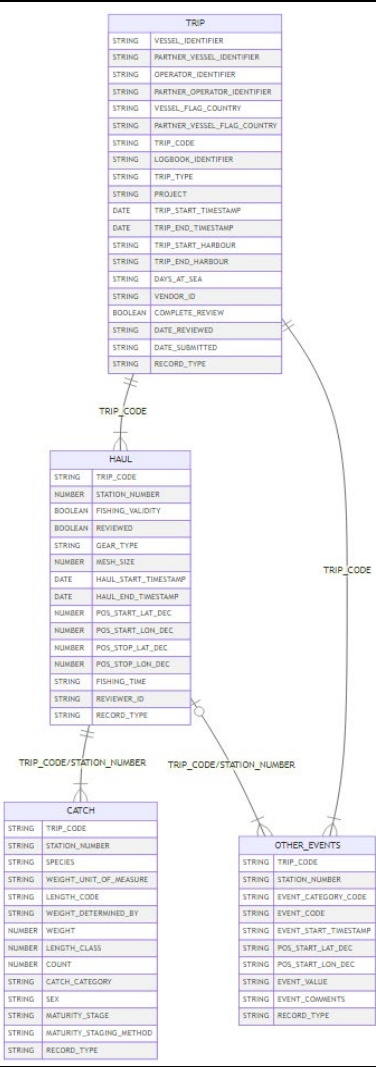 TRIP
STRING VESSEL_IDENTIFIER
STRING PARTNER_VESSEL_IDENTIFIER
STRING OPERATOR_IDENTIFIER
STRING PARTNER_OPERATOR_IDENTIFIER
STRING VESSEL_FLAG_COUNTRY
STRING PARTNER_VESSEL_FLAG_COUNTRY
STRING TRIP_CODE
STRING LOGBOOK_IDENTIFIER
STRING TRIP_TYPE
STRING PROJECT
DATE TRIP_START_TIMESTAMP
DATE TRIP_END_TIMESTAMP
STRING TRIP_START_HARBOUR
STRING TRIP_END_HARBOUR
STRING DAYS_AT_SEA
STRING VENDOR_ID
BOOLEAN COMPLETE_REVIEW
STRING DATE_REVIEWED
STRING DATE_SUBMITTED
STRING RECORD_TYPE
TRIP_CODE
HAUL
STRING TRIP_CODE
NUMBER STATION_NUMBER
BOOLEAN FISHING_VALIDITY
BOOLEAN REVIEWED
STRING GEAR_TYPE
NUMBER MESH_SIZE
DATE HAUL_START_TIMESTAMP
DATE HAUL_END_TIMESTAMP
NUMBER POS_START_LAT_DEC
NUMBER POS_START_LON_DEC
NUMBER POS_STOP_LAT_DEC
NUMBER POS_STOP_LON_DEC
STRING FISHING_TIME
STRING REVIEWER_ID
STRING RECORD_TYPE
TRIP_CODE
TRIP_CODE/STATION_NUMBER
TRIP_CODE/STATION_NUMBER
CATCH
STRING TRIP_CODE
STRING STATION_NUMBER
STRING SPECIES
STRING WEIGHT_UNIT_OF_MEASURE
STRING LENGTH_CODE
STRING WEIGHT_DETERMINED_BY
NUMBER WEIGHT
NUMBER LENGTH_CLASS
NUMBER COUNT
STRING CATCH_CATEGORY
STRING SEX
STRING MATURITY_STAGE
STRING MATURITY_STAGING_METHOD
STRING RECORD_TYPE
OTHER_EVENTS
STRING TRIP_CODE
STRING STATION_NUMBER
STRING EVENT_CATEGORY_CODE
STRING EVENT_CODE
STRING EVENT_START_TIMESTAMP
STRING POS_START_LAT_DEC
STRING POS_START_LON_DEC
STRING EVENT_VALUE
STRING EVENT_COMMENTS
STRING RECORD_TYPE